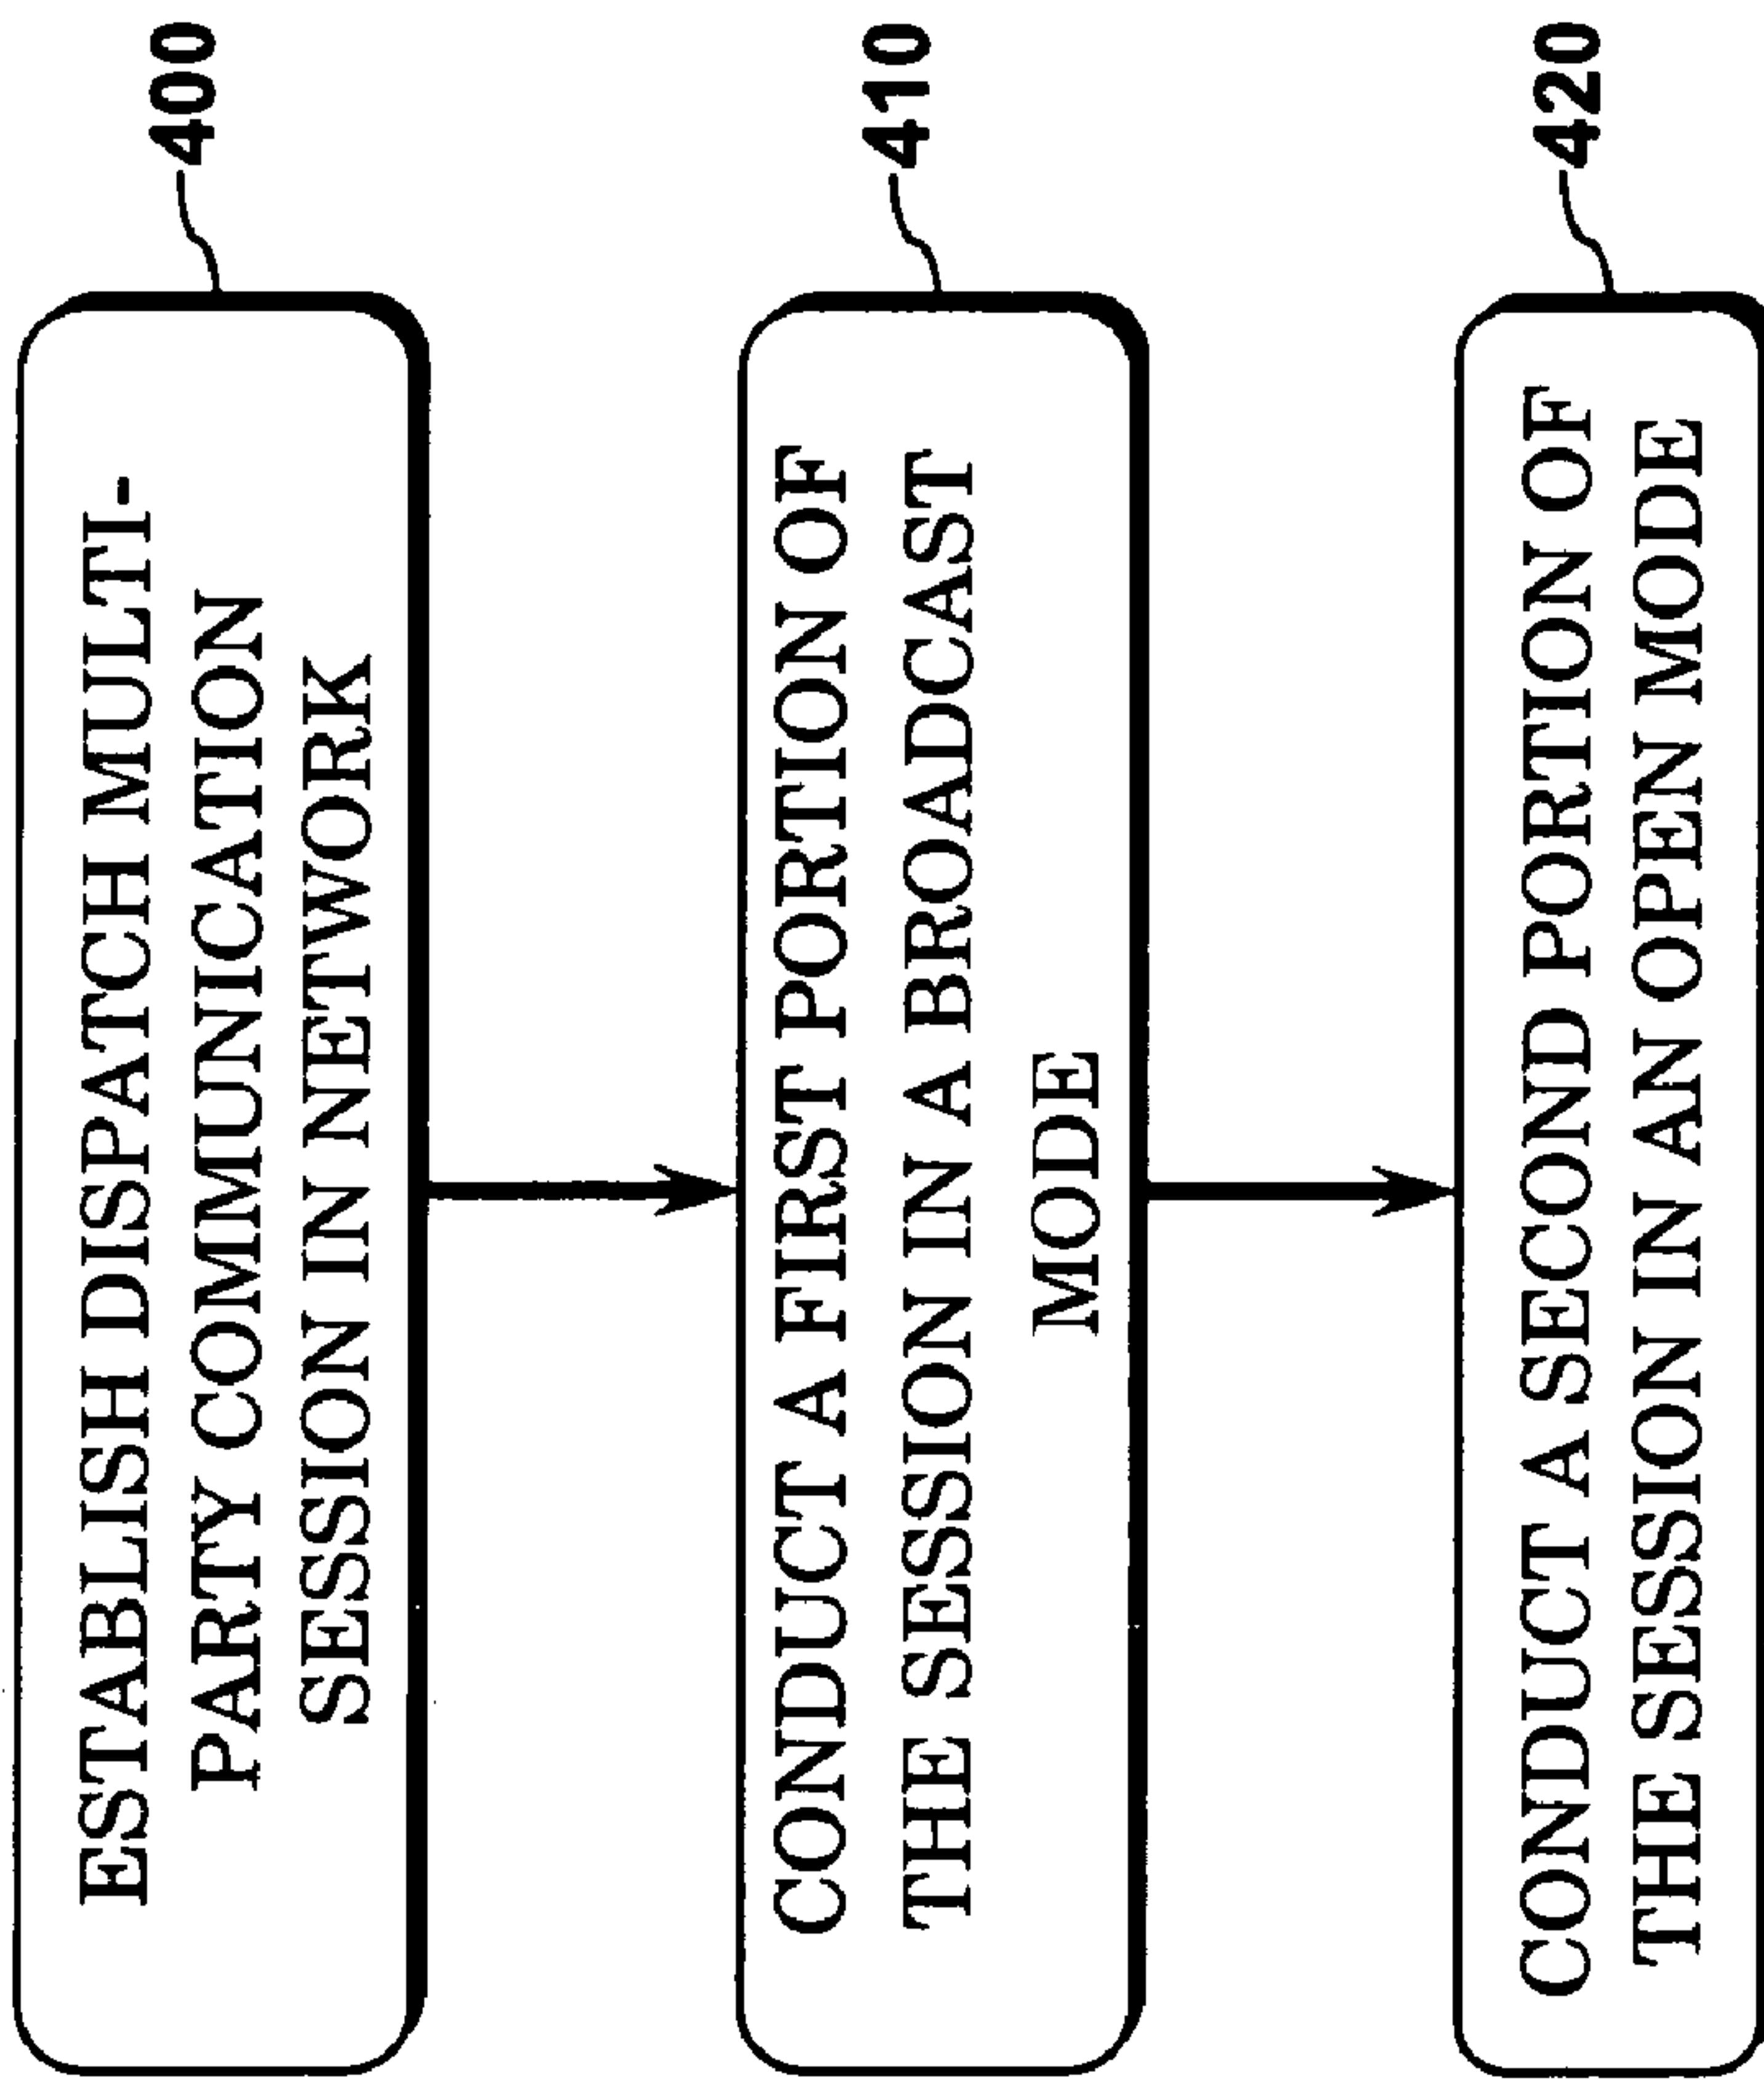 ESTABLISH DISPATCH MULTI-
PARTY COMMUNICATION
SESSION IN NETWORK
400
CONDUCT A FIRST PORTION OF
THE SESSION IN A BROADCAST
MODE
410
CONDUCT A SECOND PORTION OF
THE SESSION IN AN OPEN MODE
420